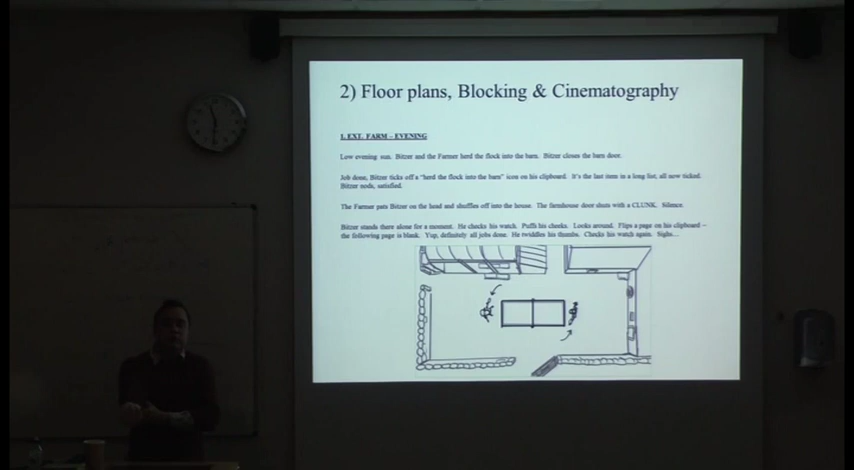 2) Floor plans, Blocking & Cinematography
1. EXT. FARM – EVENING
Low evening sun. Bitzer and the Farmer herd the flock into the barn. Bitzer closes the barn door.
Job done, Bitzer ticks off a "herd the flock into the barn" icon on his clipboard. It's the last item in a long list, all now ticked.
Bitzer nods, satisfied.
The Farmer pats Bitzer on the head and shuffles off into the house. The farmhouse door shuts with a CLUNK. Silence.
Bitzer stands there alone for a moment. He checks his watch. Puffs his cheeks. Looks around. Flips a page on his clipboard –
the following page is blank. Yup, definitely all jobs done. He twiddles his thumbs. Checks his watch again. Sighs...